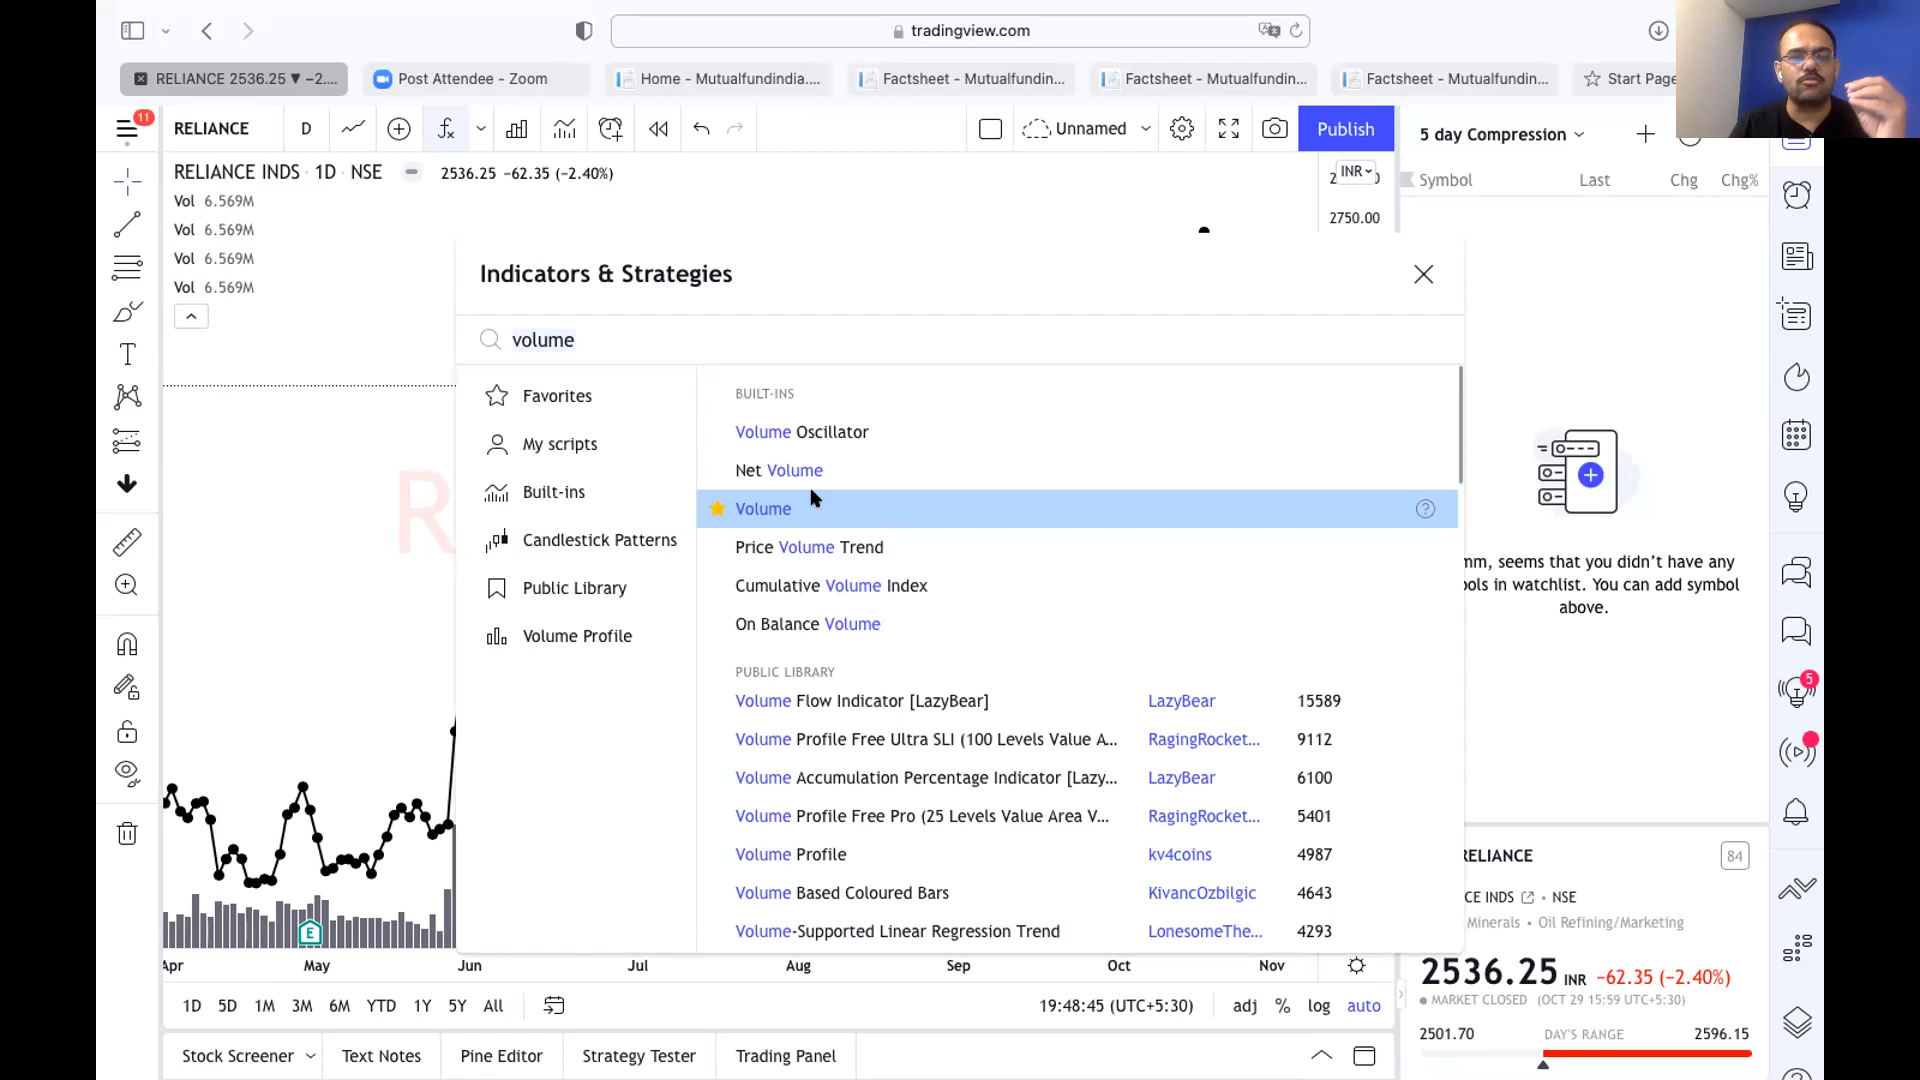 tradingview.com
RELIANCE 2536.25 ▼ −2....
Post Attendee - Zoom
Home - Mutualfundindia....
Factsheet - Mutualfundin...
Factsheet - Mutualfundin...
Factsheet - Mutualfundin...
Start Page
11
RELIANCE
D
Unnamed
Publish
5 day Compression
RELIANCE INDS · 1D · NSE
2536.25 −62.35 (−2.40%)
INR
Symbol
Last
Chg
Chg%
Vol 6.569M
2750.00
Vol 6.569M
Vol 6.569M
Vol 6.569M
Indicators & Strategies
volume
Favorites
My scripts
Built-ins
Candlestick Patterns
Public Library
Volume Profile
BUILT-INS
Volume Oscillator
Net Volume
Volume
Price Volume Trend
Cumulative Volume Index
On Balance Volume
PUBLIC LIBRARY
Volume Flow Indicator [LazyBear] LazyBear 15589
Volume Profile Free Ultra SLI (100 Levels Value A... RagingRocket... 9112
Volume Accumulation Percentage Indicator [Lazy... LazyBear 6100
Volume Profile Free Pro (25 Levels Value Area V... RagingRocket... 5401
Volume Profile kv4coins 4987
Volume Based Coloured Bars KivancOzbilgic 4643
Volume-Supported Linear Regression Trend LonesomeThe... 4293
R
E
seems that you didn't have any
in watchlist. You can add symbol
above.
5
RELIANCE
84
CE INDS · NSE
Minerals • Oil Refining/Marketing
2536.25 INR −62.35 (−2.40%)
MARKET CLOSED (OCT 29 15:59 UTC+5:30)
2501.70 DAY'S RANGE 2596.15
Apr May Jun Jul Aug Sep Oct Nov
1D 5D 1M 3M 6M YTD 1Y 5Y All
19:48:45 (UTC+5:30)
adj % log auto
Stock Screener
Text Notes
Pine Editor
Strategy Tester
Trading Panel